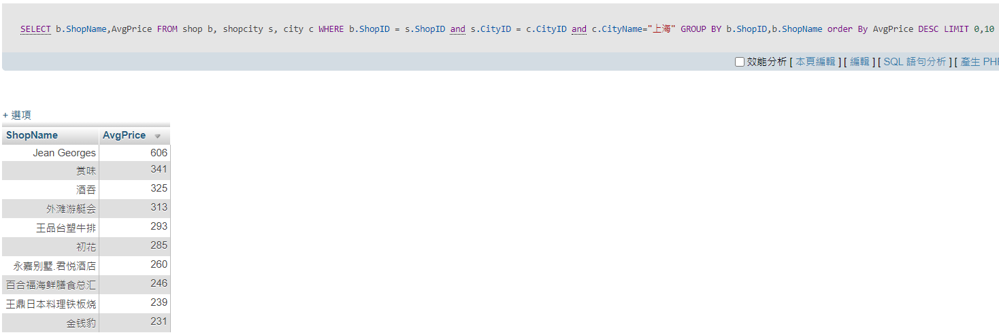 SELECT b.ShopName,AvgPrice FROM shop b, shopcity s, city c WHERE b.ShopID = s.ShopID and s.CityID = c.CityID and c.CityName="上海" GROUP BY b.ShopID,b.ShopName order By AvgPrice DESC LIMIT 0,10
效能分析 [ 本頁編輯 ] [ 編輯 ] [ SQL 語句分析 ] [ 產生 PH
+ 選項
ShopName AvgPrice
Jean Georges 606
赏味 341
酒吞 325
外滩游艇会 313
王品台塑牛排 293
初花 285
永嘉别墅.君悦酒店 260
百合福海鲜膳食总汇 246
王鼎日本料理铁板烧 239
金钱豹 231